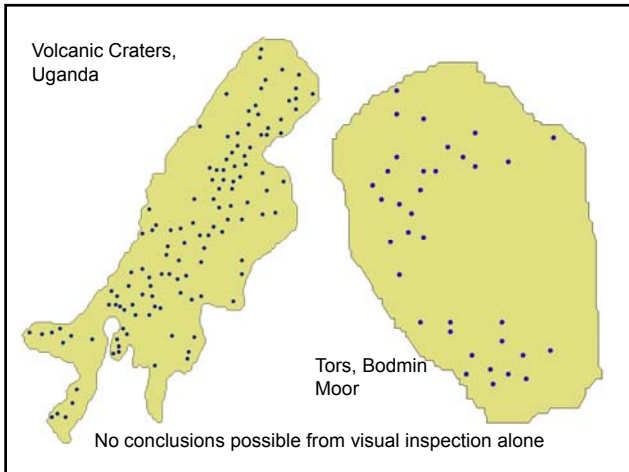 Volcanic Craters,
Uganda
Tors, Bodmin
Moor
No conclusions possible from visual inspection alone